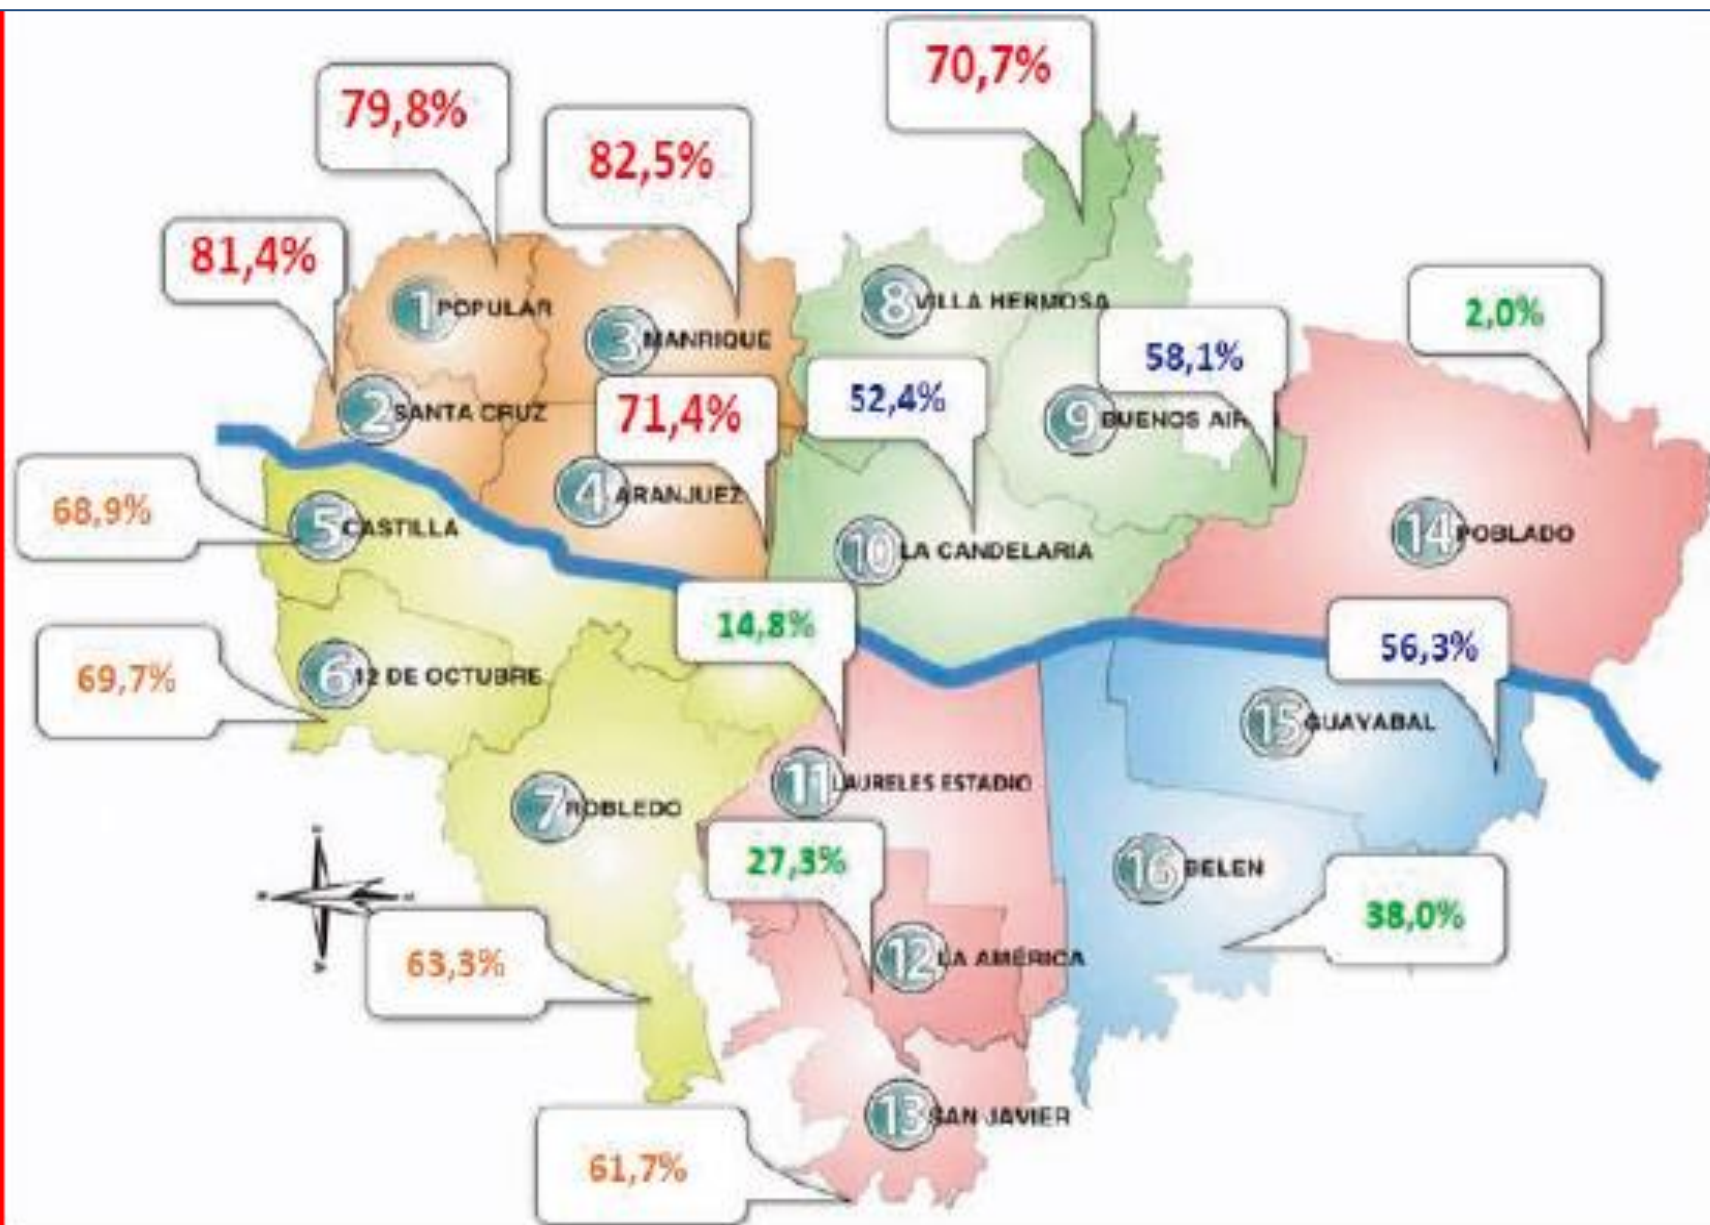 70,7%
79,8%
82,5%
81,4%
2,0%
1 POPULAR
8 VILLA HERMOSA
3 MANRIQUE
58,1%
52,4%
2 SANTA CRUZ
71,4%
9 BUENOS AIR
4 ARANJUEZ
68,9%
5 CASTILLA
14 POBLADO
10 LA CANDELARIA
14,8%
56,3%
69,7%
6 12 DE OCTUBRE
15 GUAYABAL
11 LAURELES ESTADIO
7 ROBLEDO
27,3%
16 BELEN
38,0%
63,3%
12 LA AMÉRICA
13 SAN JAVIER
61,7%